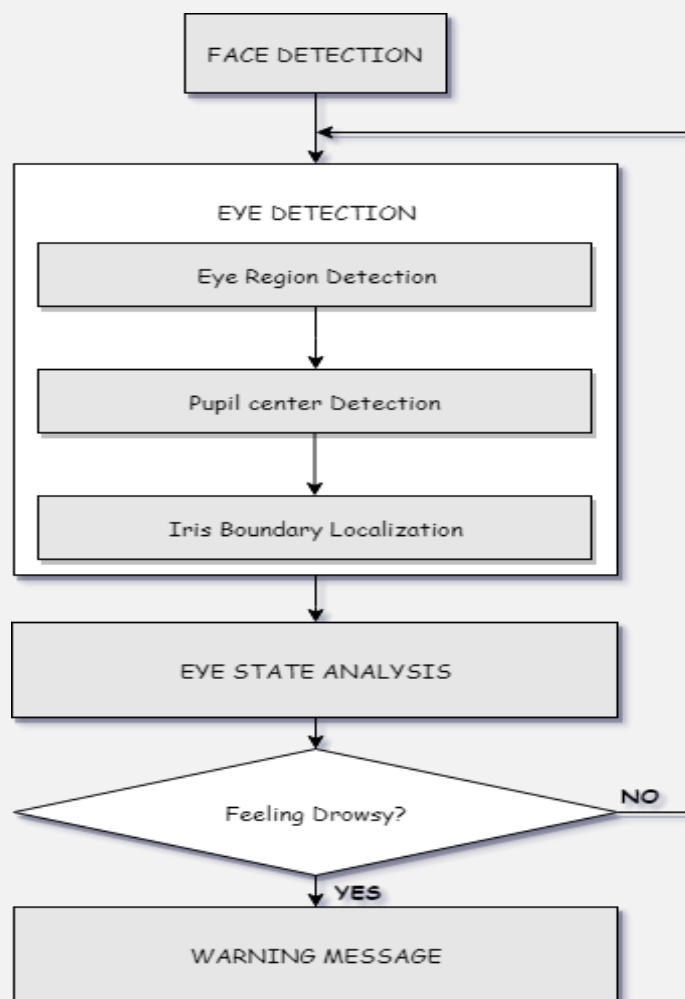 FACE DETECTION
EYE DETECTION
Eye Region Detection
Pupil center Detection
Iris Boundary Localization
EYE STATE ANALYSIS
Feeling Drowsy?
NO
YES
WARNING MESSAGE